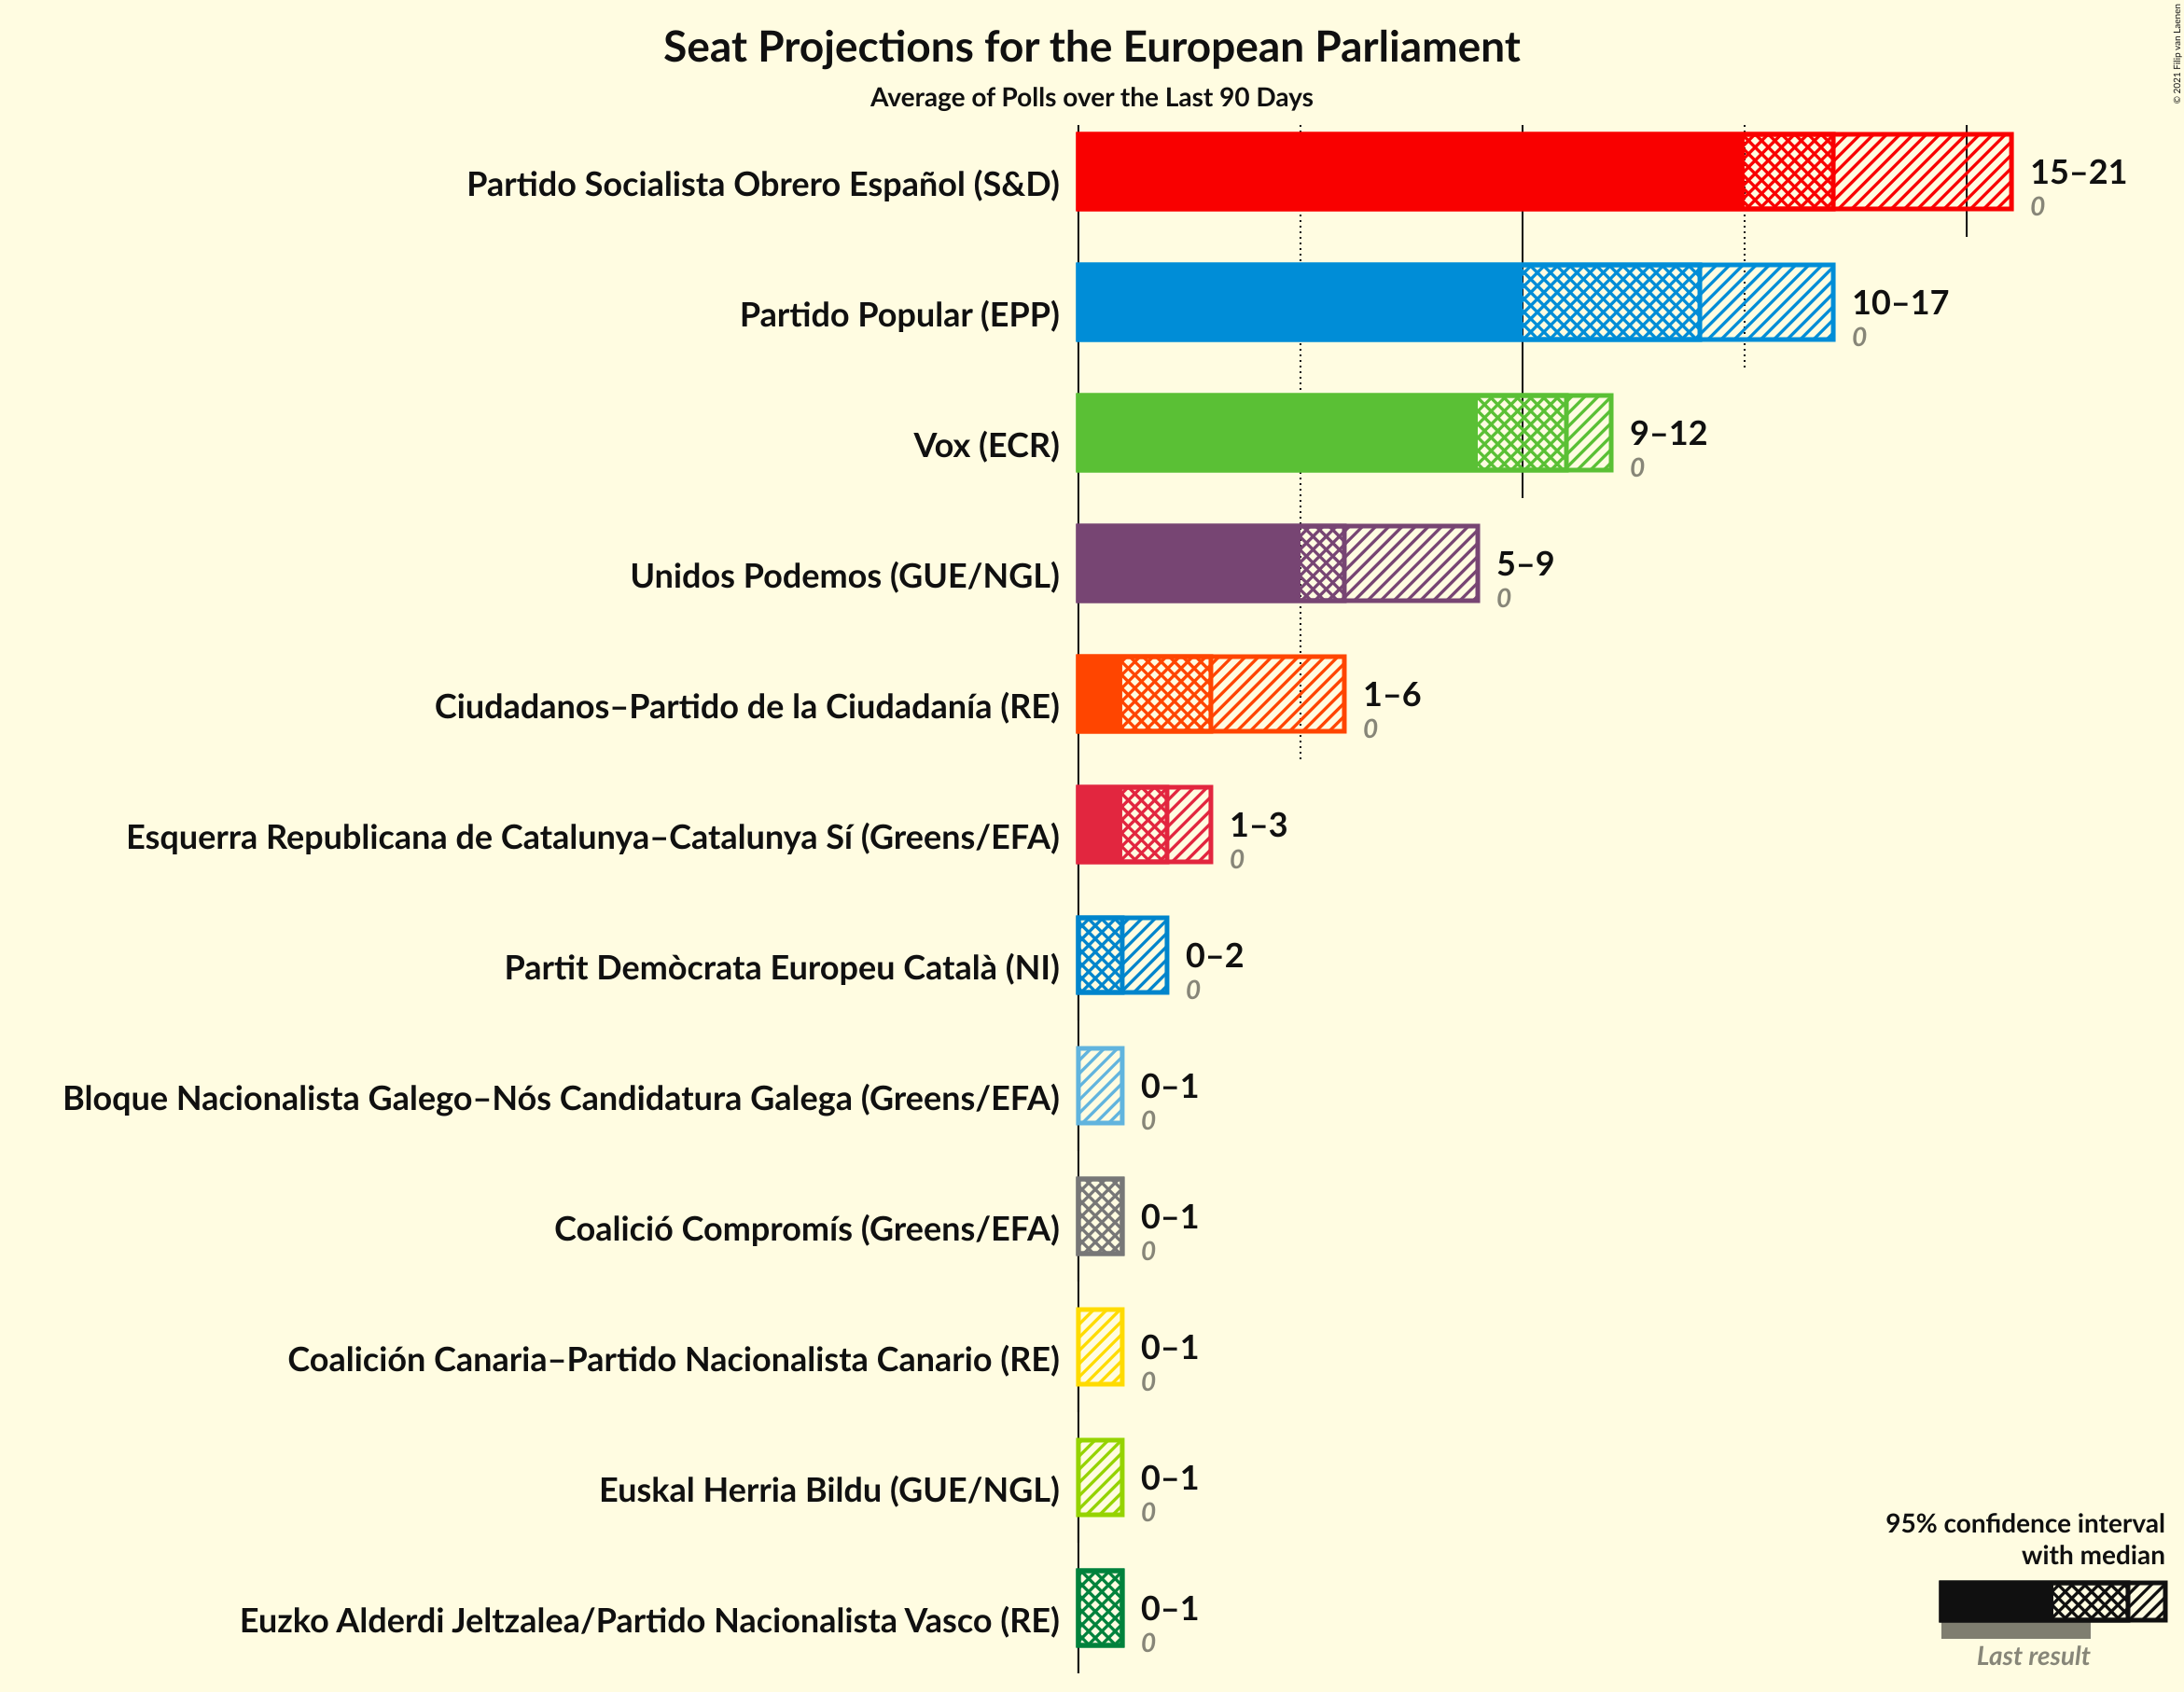 Seat Projections for the European Parliament
Average of Polls over the Last 90 Days
© 2021 Filip van Laenen
Partido Socialista Obrero Español (S&D)
15–21
0
Partido Popular (EPP)
10–17
0
Vox (ECR)
9–12
0
Unidos Podemos (GUE/NGL)
5–9
0
Ciudadanos–Partido de la Ciudadanía (RE)
1–6
0
Esquerra Republicana de Catalunya–Catalunya Sí (Greens/EFA)
1–3
0
Partit Demòcrata Europeu Català (NI)
0–2
0
Bloque Nacionalista Galego–Nós Candidatura Galega (Greens/EFA)
0–1
0
Coalició Compromís (Greens/EFA)
0–1
0
Coalición Canaria–Partido Nacionalista Canario (RE)
0–1
0
Euskal Herria Bildu (GUE/NGL)
0–1
0
Euzko Alderdi Jeltzalea/Partido Nacionalista Vasco (RE)
0–1
0
95% confidence interval
with median
Last result